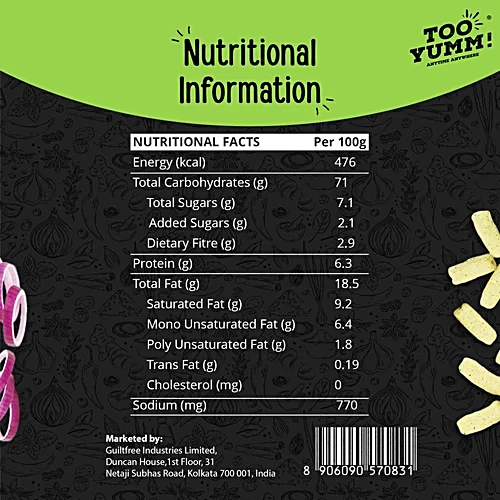 Nutritional
Information
TOO
YUMM!
®
ANYTIME ANYWHERE
NUTRITIONAL FACTS Per 100g
Energy (kcal) 476
Total Carbohydrates (g) 71
Total Sugars (g) 7.1
Added Sugars (g) 2.1
Dietary Fitre (g) 2.9
Protein (g) 6.3
Total Fat (g) 18.5
Saturated Fat (g) 9.2
Mono Unsaturated Fat (g) 6.4
Poly Unsaturated Fat (g) 1.8
Trans Fat (g) 0.19
Cholesterol (mg) 0
Sodium (mg) 770
Marketed by:
Guiltfree Industries Limited,
Duncan House,1st Floor, 31
Netaji Subhas Road, Kolkata 700 001, India
8 906090 570831